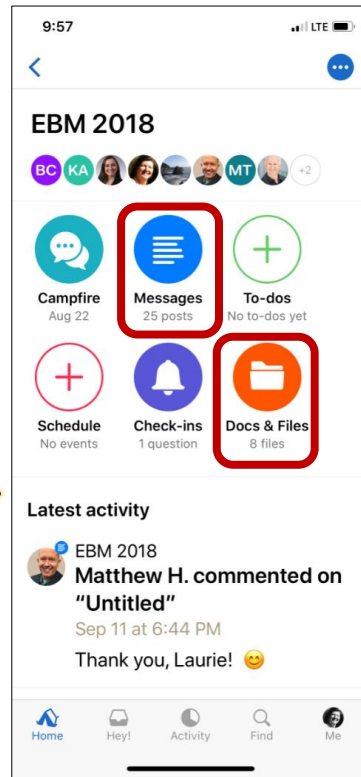 9:57
LTE
EBM 2018
BC KA MT +2
Campfire Messages To-dos
Aug 22 25 posts No to-dos yet
Schedule Check-ins Docs & Files
No events 1 question 8 files
Latest activity
EBM 2018
Matthew H. commented on
“Untitled”
Sep 11 at 6:44 PM
Thank you, Laurie! 😊
Home Hey! Activity Find Me